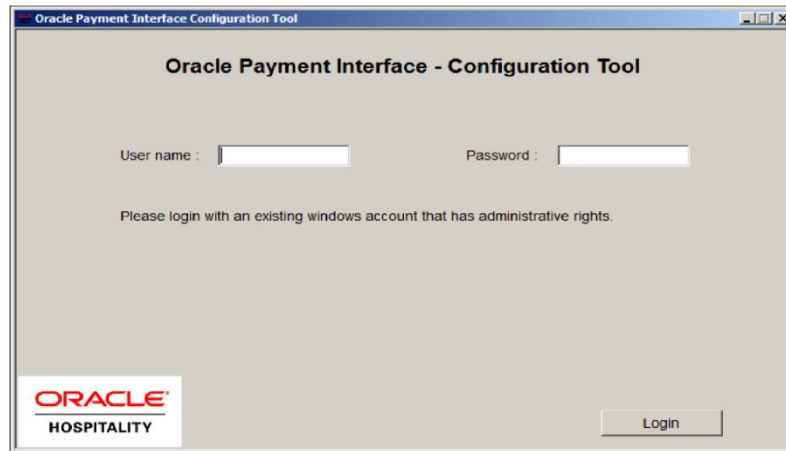 Oracle Payment Interface Configuration Tool
Oracle Payment Interface - Configuration Tool
User name :
Password :
Please login with an existing windows account that has administrative rights.
ORACLE
HOSPITALITY
Login